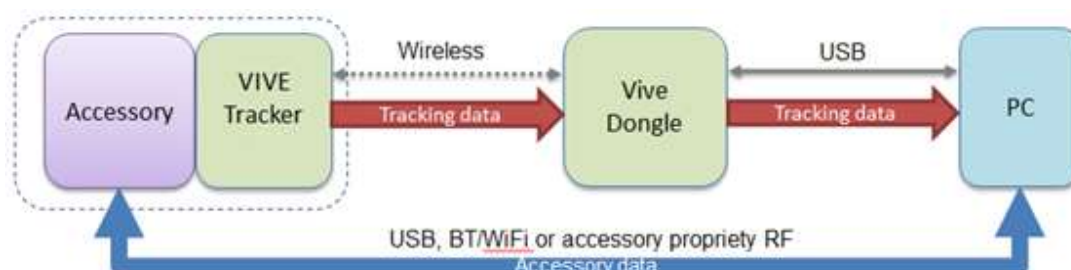 Accessory
VIVE
Tracker
Wireless
Tracking data
Vive
Dongle
USB
Tracking data
PC
USB, BT/WiFi or accessory propriety RF
Accessory data